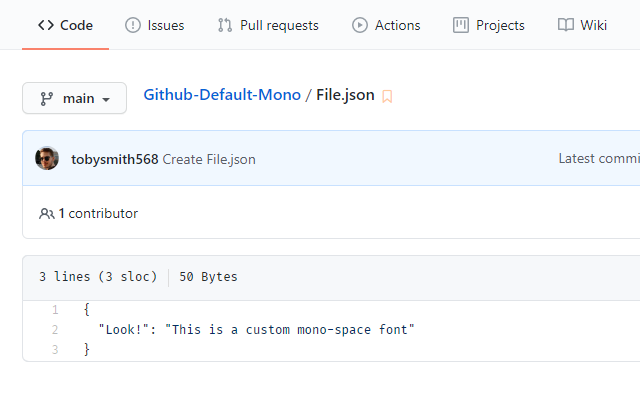 Code Issues Pull requests Actions Projects Wiki
main Github-Default-Mono / File.json
tobysmith568 Create File.json Latest commi
1 contributor
3 lines (3 sloc) 50 Bytes
1 {
2 "Look!": "This is a custom mono-space font"
3 }